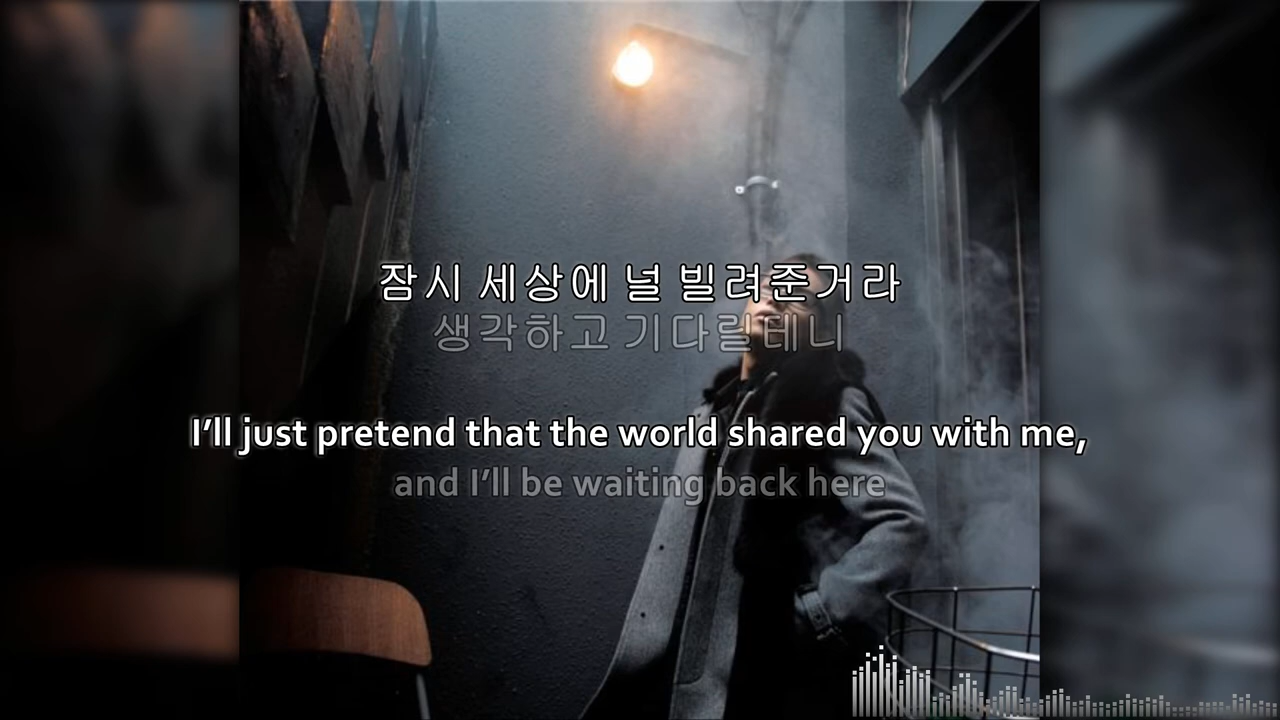 잠시 세상에 널 빌려준거라
생각하고 기다릴테니
I’ll just pretend that the world shared you with me,
and I’ll be waiting back here